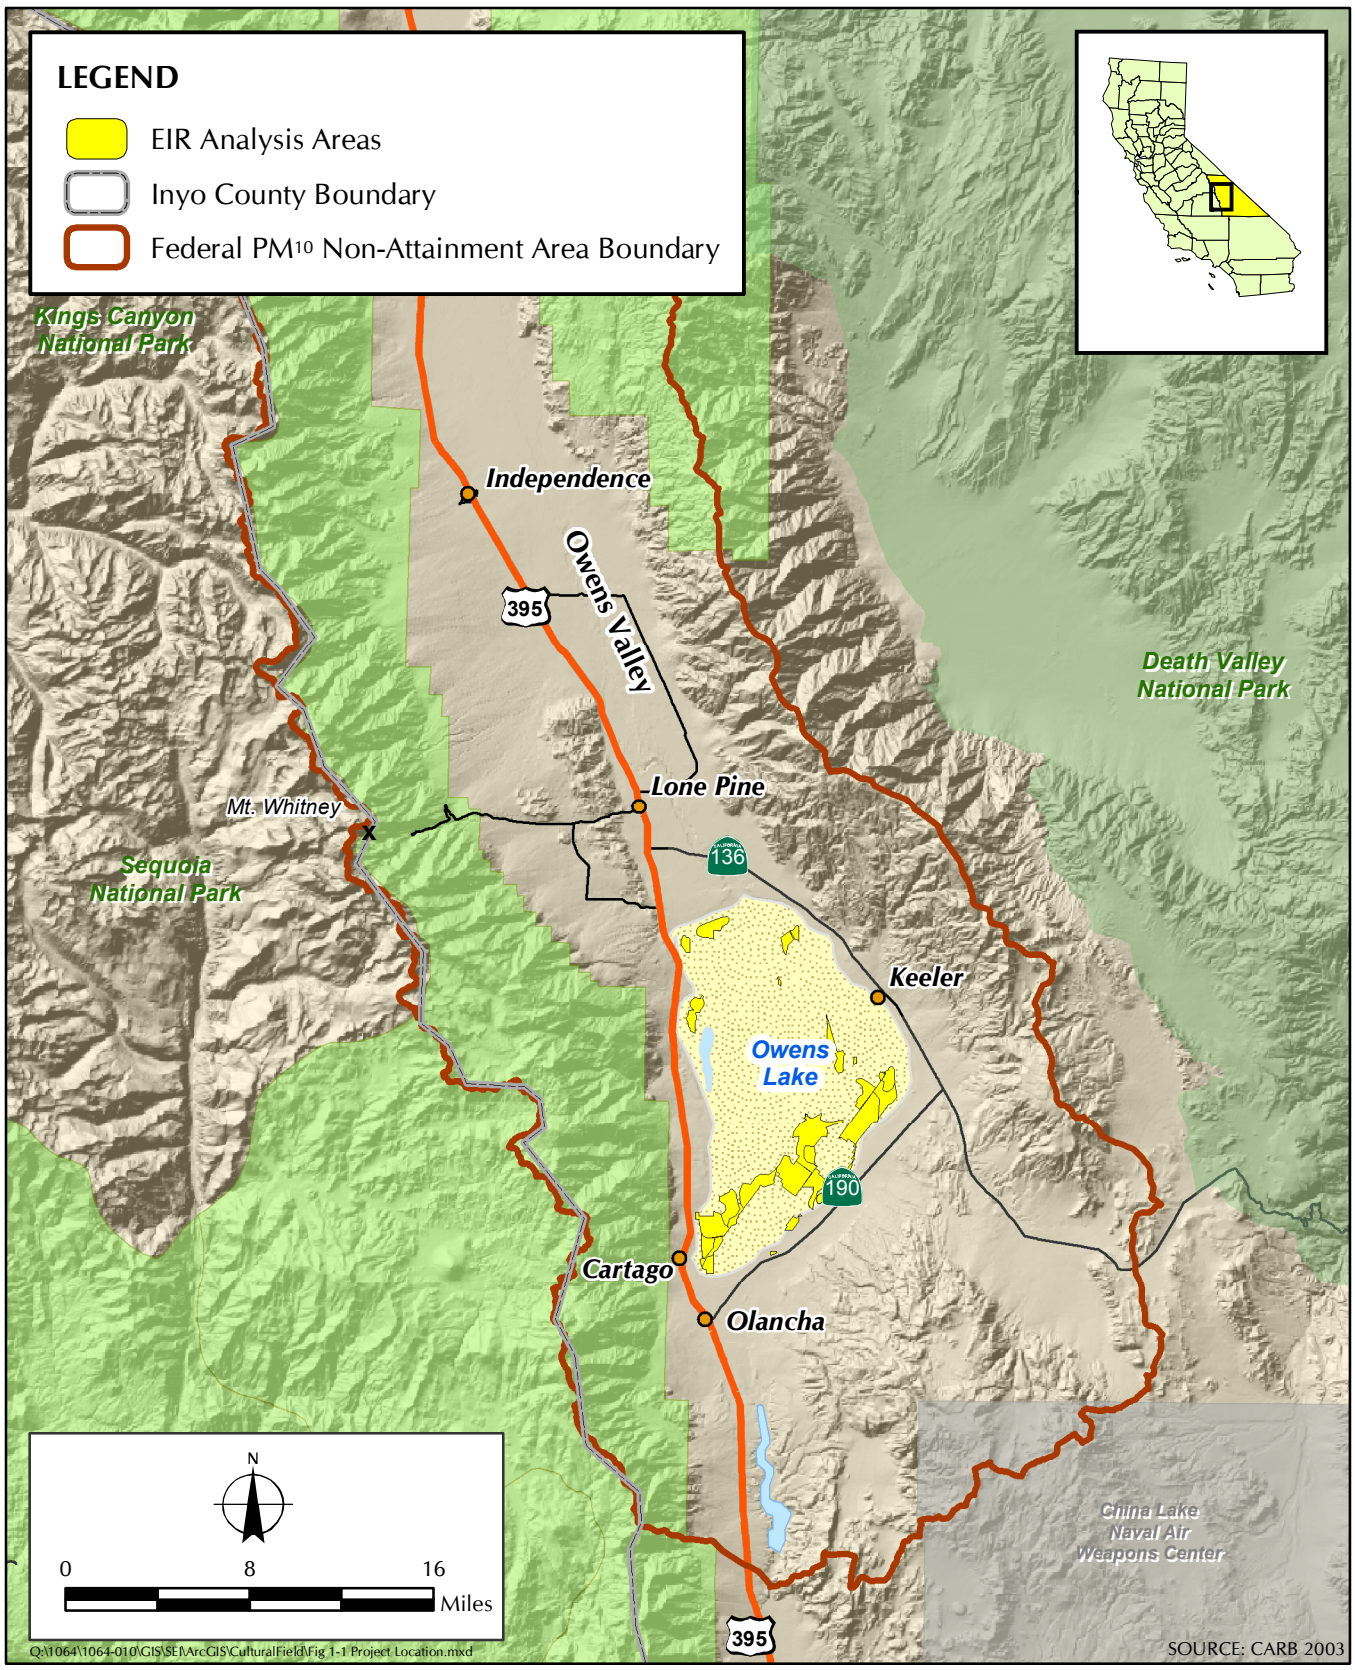 LEGEND
EIR Analysis Areas
Inyo County Boundary
Federal PM10 Non-Attainment Area Boundary
Kings Canyon
National Park
Independence
Owens Valley
395
Death Valley
National Park
Lone Pine
Mt. Whitney
x
CALIFORNIA
136
Sequoia
National Park
Keeler
Owens
Lake
CALIFORNIA
190
Cartago
Olancha
China Lake
Naval Air
Weapons Center
N
0 8 16
Miles
395
Q:\1064\1064-010\GIS\SEI\ArcGIS\CulturalField\Fig 1-1 Project Location.mxd
SOURCE: CARB 2003